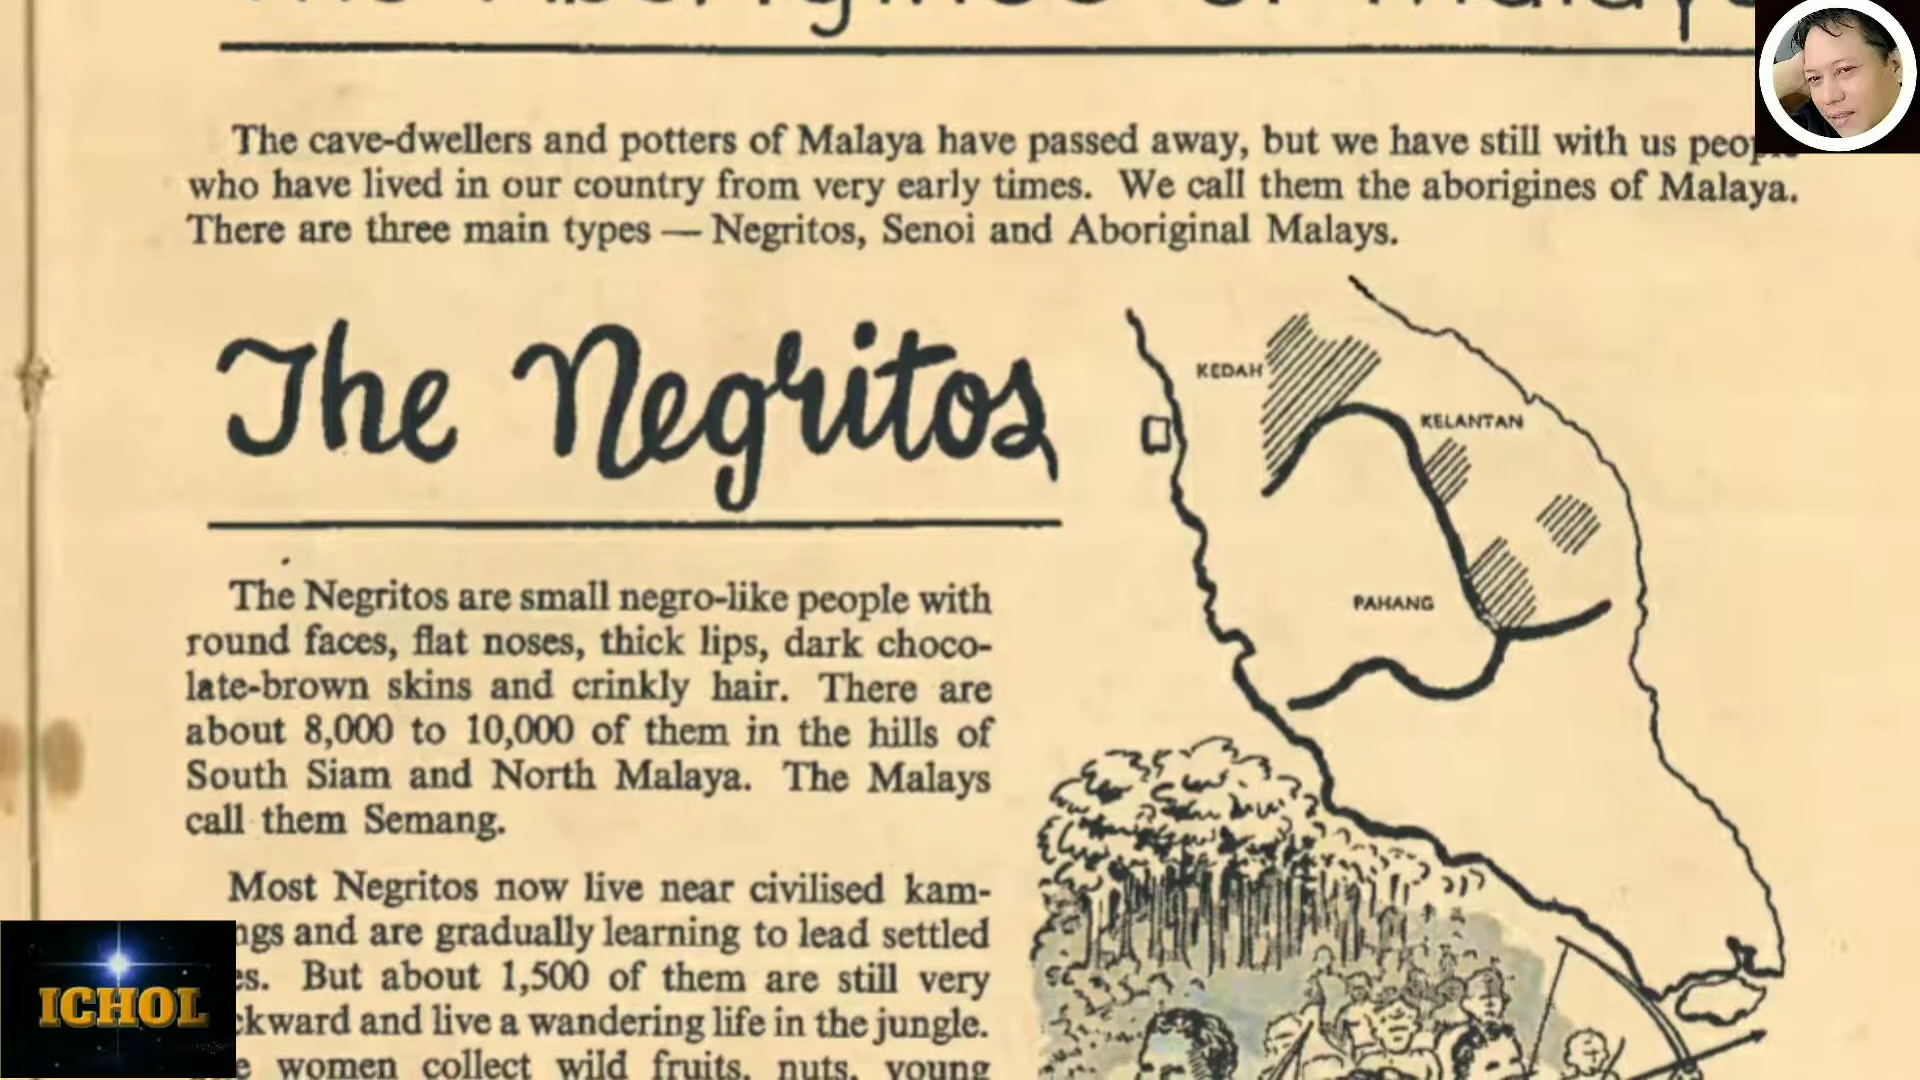 The Aborigines of Malaya
The cave-dwellers and potters of Malaya have passed away, but we have still with us
who have lived in our country from very early times. We call them the aborigines of Malaya.
There are three main types — Negritos, Senoi and Aboriginal Malays.
The Negritos
The Negritos are small negro-like people with
round faces, flat noses, thick lips, dark choco-
late-brown skins and crinkly hair. There are
about 8,000 to 10,000 of them in the hills of
South Siam and North Malaya. The Malays
call them Semang.
Most Negritos now live near civilised kam-
ngs and are gradually learning to lead settled
es. But about 1,500 of them are still very
ckward and live a wandering life in the jungle.
women collect wild fruits, nuts, young
KEDAH
KELANTAN
PAHANG
ICHOL